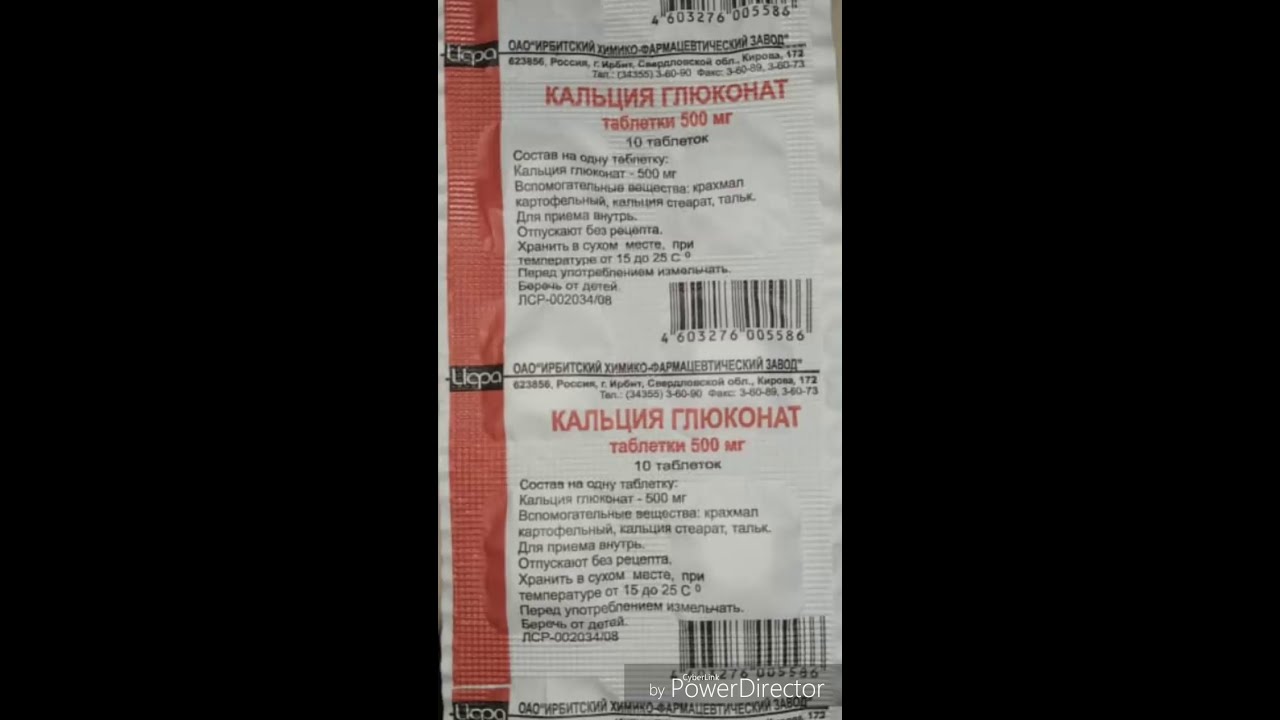 4 603276 005586
ОАО"ИРБИТСКИЙ ХИМИКО-ФАРМАЦЕВТИЧЕСКИЙ ЗАВОД"
623856, Россия, г. Ирбит, Свердловской обл., Кирова, 172
Тел.: (34355) 3-60-90 Факс: 3-60-89, 3-60-73
КАЛЬЦИЯ ГЛЮКОНАТ
таблетки 500 мг
10 таблеток
Состав на одну таблетку:
Кальция глюконат - 500 мг
Вспомогательные вещества: крахмал
картофельный, кальция стеарат, тальк.
Для приема внутрь.
Отпускают без рецепта.
Хранить в сухом месте, при
температуре от 15 до 25 С º
Перед употреблением измельчать.
Беречь от детей.
ЛСР-002034/08
4 603276 005586
ОАО"ИРБИТСКИЙ ХИМИКО-ФАРМАЦЕВТИЧЕСКИЙ ЗАВОД"
623856, Россия, г. Ирбит, Свердловской обл., Кирова, 172
Тел.: (34355) 3-60-90 Факс: 3-60-89, 3-60-73
КАЛЬЦИЯ ГЛЮКОНАТ
таблетки 500 мг
10 таблеток
Состав на одну таблетку:
Кальция глюконат - 500 мг
Вспомогательные вещества: крахмал
картофельный, кальция стеарат, тальк.
Для приема внутрь.
Отпускают без рецепта.
Хранить в сухом месте, при
температуре от 15 до 25 С º
Перед употреблением измельчать.
Беречь от детей.
ЛСР-002034/08
4 603276 005586
CyberLink
by PowerDirector
ОАО"ИРБИТСКИЙ ХИМИКО-ФАРМАЦЕВТИЧЕСКИЙ ЗАВОД"
172